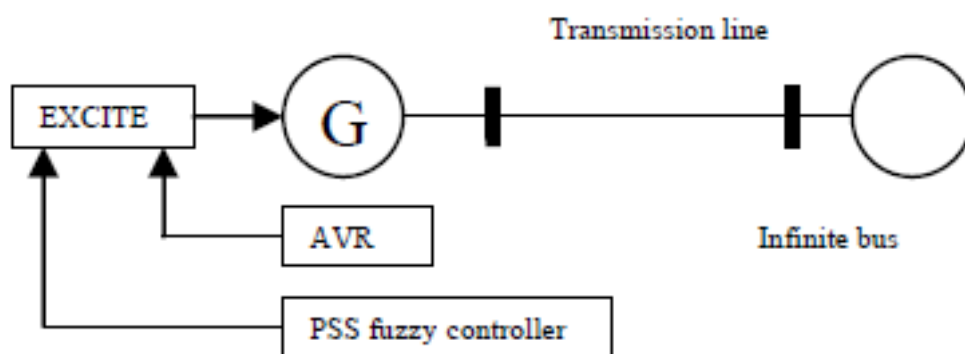 Transmission line
EXCITE
G
AVR
Infinite bus
PSS fuzzy controller